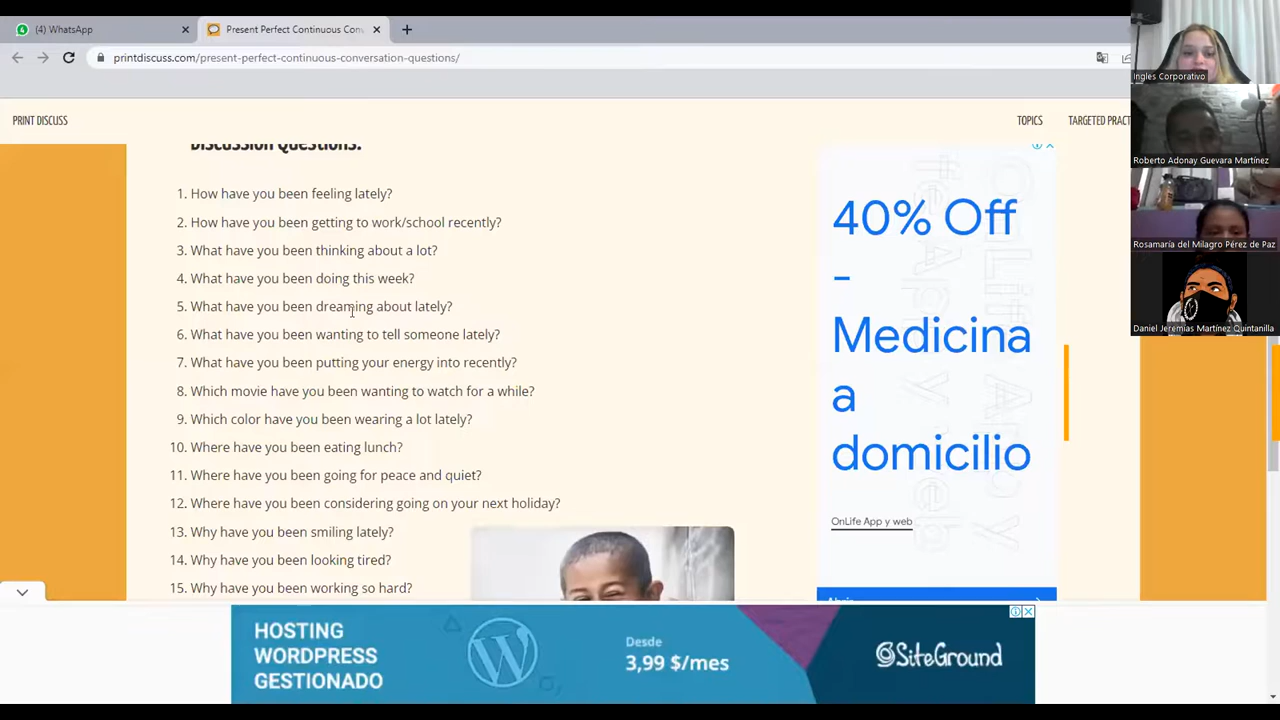 (4) WhatsApp
Present Perfect Continuous Con
printdiscuss.com/present-perfect-continuous-conversation-questions/
PRINT DISCUSS
TOPICS
TARGETED PRACT
Discussion Questions:
1. How have you been feeling lately?
2. How have you been getting to work/school recently?
3. What have you been thinking about a lot?
4. What have you been doing this week?
5. What have you been dreaming about lately?
6. What have you been wanting to tell someone lately?
7. What have you been putting your energy into recently?
8. Which movie have you been wanting to watch for a while?
9. Which color have you been wearing a lot lately?
10. Where have you been eating lunch?
11. Where have you been going for peace and quiet?
12. Where have you been considering going on your next holiday?
13. Why have you been smiling lately?
14. Why have you been looking tired?
15. Why have you been working so hard?
40% Off
-
Medicina
a
domicilio
OnLife App y web
Ingles Corporativo
Roberto Adonay Guevara Martínez
Rosamaría del Milagro Pérez de Paz
Daniel Jeremías Martínez Quintanilla
HOSTING
WORDPRESS
GESTIONADO
Desde
3,99 $/mes
SiteGround